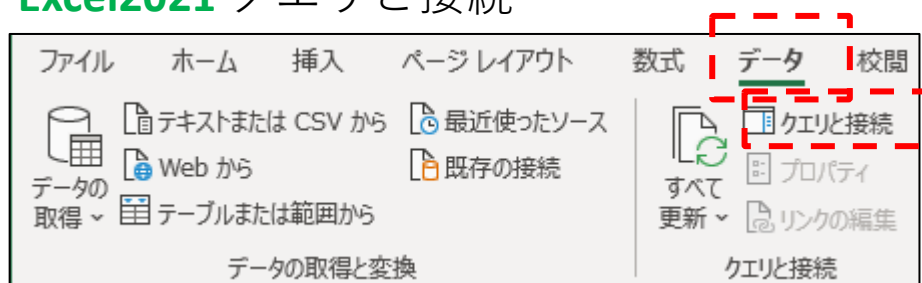 Excel2021 クエリと接続
ファイル ホーム 挿入 ページ レイアウト 数式 データ 校閲
データの取得
テキストまたは CSV から
Web から
テーブルまたは範囲から
最近使ったソース
既存の接続
データの取得と変換
すべて更新
クエリと接続
プロパティ
リンクの編集
クエリと接続